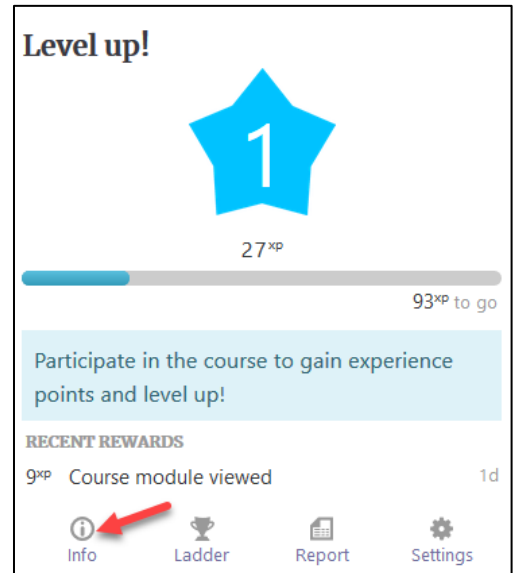 Level up!
1
27xp
93xp to go
Participate in the course to gain experience
points and level up!
RECENT REWARDS
9xp Course module viewed 1d
Info Ladder Report Settings